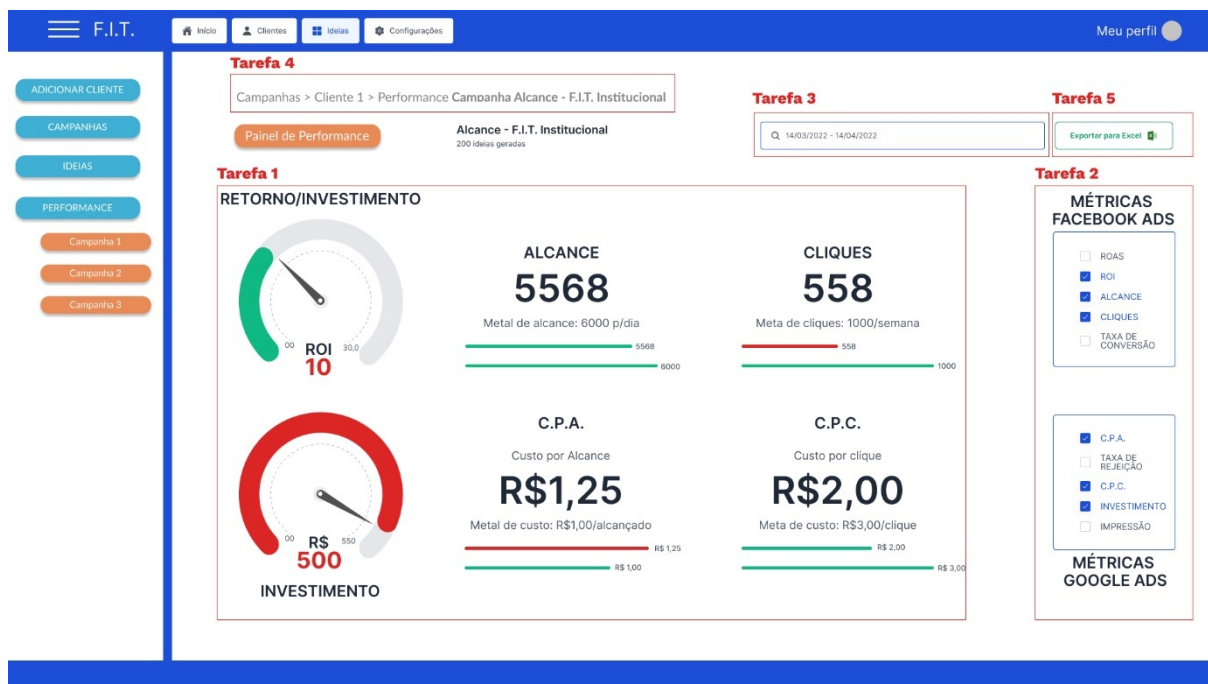 F.I.T.
Início
Clientes
Ideias
Configurações
Meu perfil
ADICIONAR CLIENTE
CAMPANHAS
IDEIAS
PERFORMANCE
Campanha 1
Campanha 2
Campanha 3
Tarefa 4
Campanhas > Cliente 1 > Performance Campanha Alcance - F.I.T. Institucional
Painel de Performance
Alcance - F.I.T. Institucional
200 ideias geradas
Tarefa 3
14/03/2022 - 14/04/2022
Tarefa 5
Exportar para Excel
Tarefa 1
RETORNO/INVESTIMENTO
00
30,0
ROI
10
ALCANCE
5568
Metal de alcance: 6000 p/dia
5568
6000
CLIQUES
558
Meta de cliques: 1000/semana
558
1000
00
550
R$
500
INVESTIMENTO
C.P.A.
Custo por Alcance
R$1,25
Metal de custo: R$1,00/alcançado
R$ 1,25
R$ 1,00
C.P.C.
Custo por clique
R$2,00
Meta de custo: R$3,00/clique
R$ 2,00
R$ 3,00
Tarefa 2
MÉTRICAS
FACEBOOK ADS
ROAS
ROI
ALCANCE
CLIQUES
TAXA DE
CONVERSÃO
C.P.A.
TAXA DE
REJEIÇÃO
C.P.C.
INVESTIMENTO
IMPRESSÃO
MÉTRICAS
GOOGLE ADS